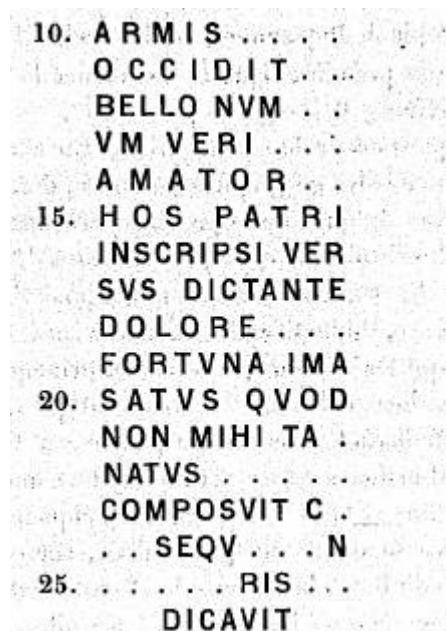 10. ARMIS . . . .
OCCIDIT . .
BELLO NVM . .
VM VERI . . .
AMATOR . .
15. HOS PATRI
INSCRIPSI VER
SVS DICTANTE
DOLORE . . .
FORTVNA IMA
20. SATVS QVOD
NON MIHI TA .
NATVS . . . . .
COMPOSVIT C .
. . SEQV . . N
25. . . . . . RIS . .
DICAVIT